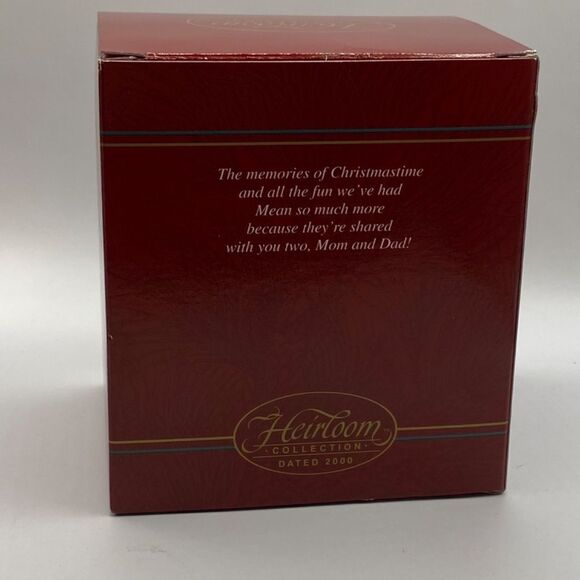 The memories of Christmastime
and all the fun we've had
Mean so much more
because they're shared
with you two, Mom and Dad!
Heirloom
COLLECTION
DATED 2000